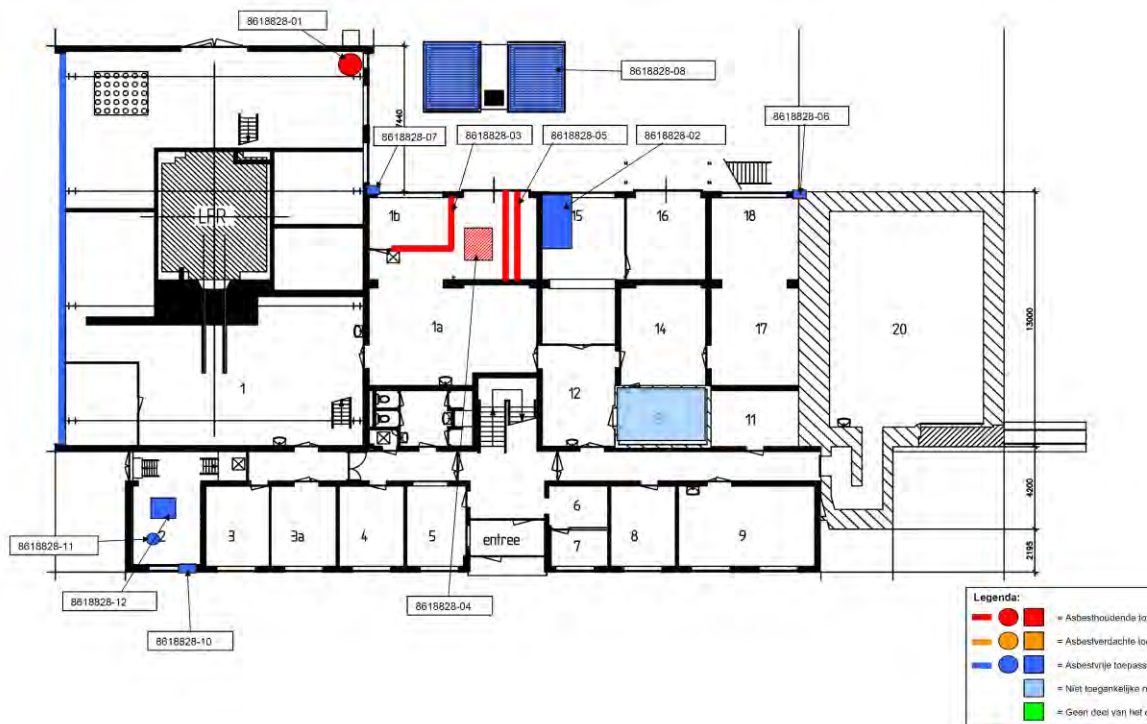 8618828-01
8618828-08
7440
8618828-07
8618828-03
8618828-05
8618828-02
8618828-06
LFR
1b
15
16
18
1a
14
17
20
13000
1
12
11
4200
2195
2
3
3a
4
5
entree
6
7
8
9
8618828-11
8618828-12
8618828-10
8618828-04
Legenda:
= Asbesthoudende to
= Asbestverdachte to
= Asbestvrije toepass
= Niet toegankelijke
= Geen deel van het